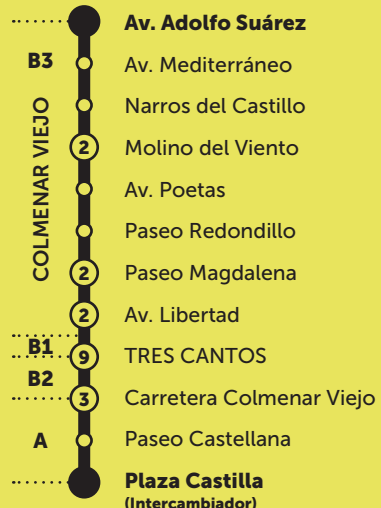 Av. Adolfo Suárez
B3
Av. Mediterráneo
Narros del Castillo
COLMENAR VIEJO
2 Molino del Viento
Av. Poetas
Paseo Redondillo
2 Paseo Magdalena
2 Av. Libertad
B1
9 TRES CANTOS
B2
3 Carretera Colmenar Viejo
A
Paseo Castellana
Plaza Castilla
(Intercambiador)